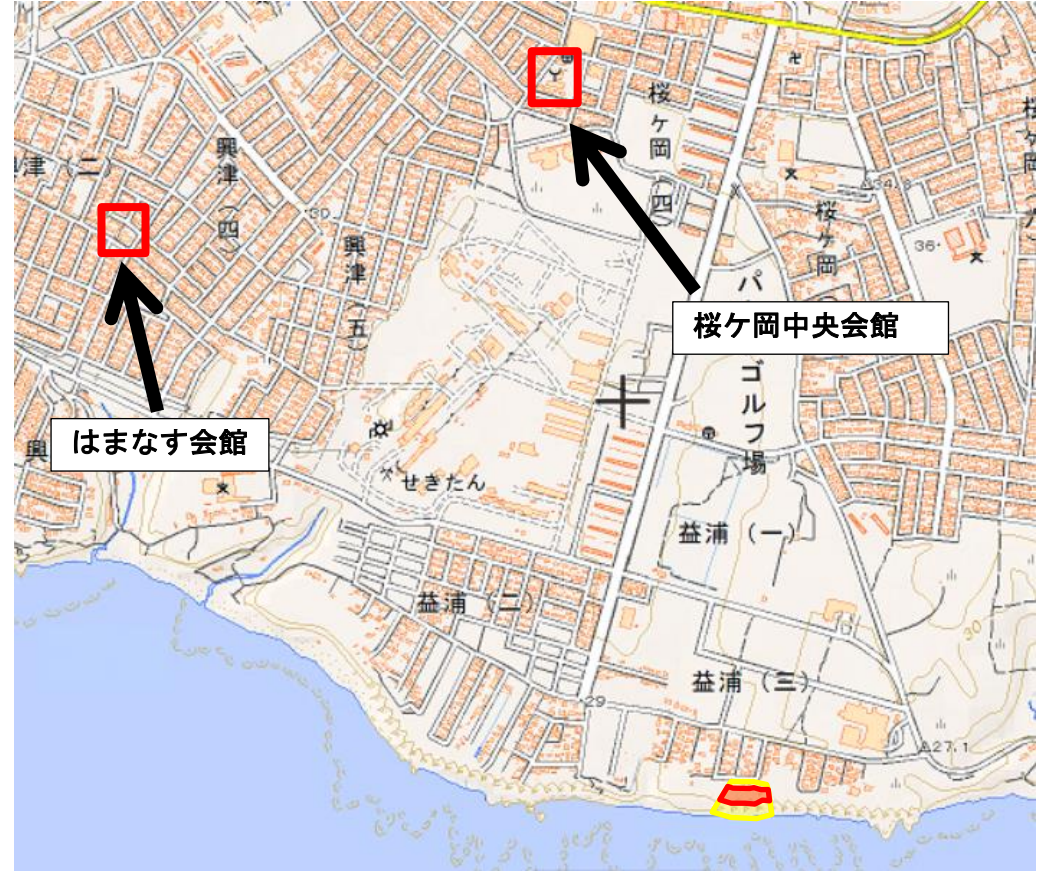 桜ケ岡(四)
興津(四)
津(二)
興津(五)
・30
桜ケ岡
36・
桜ケ岡中央会館
ゴルフ場
はまなす会館
興
せきたん
益浦(一)
益浦(二)
30
益浦(三)
29
△27.1